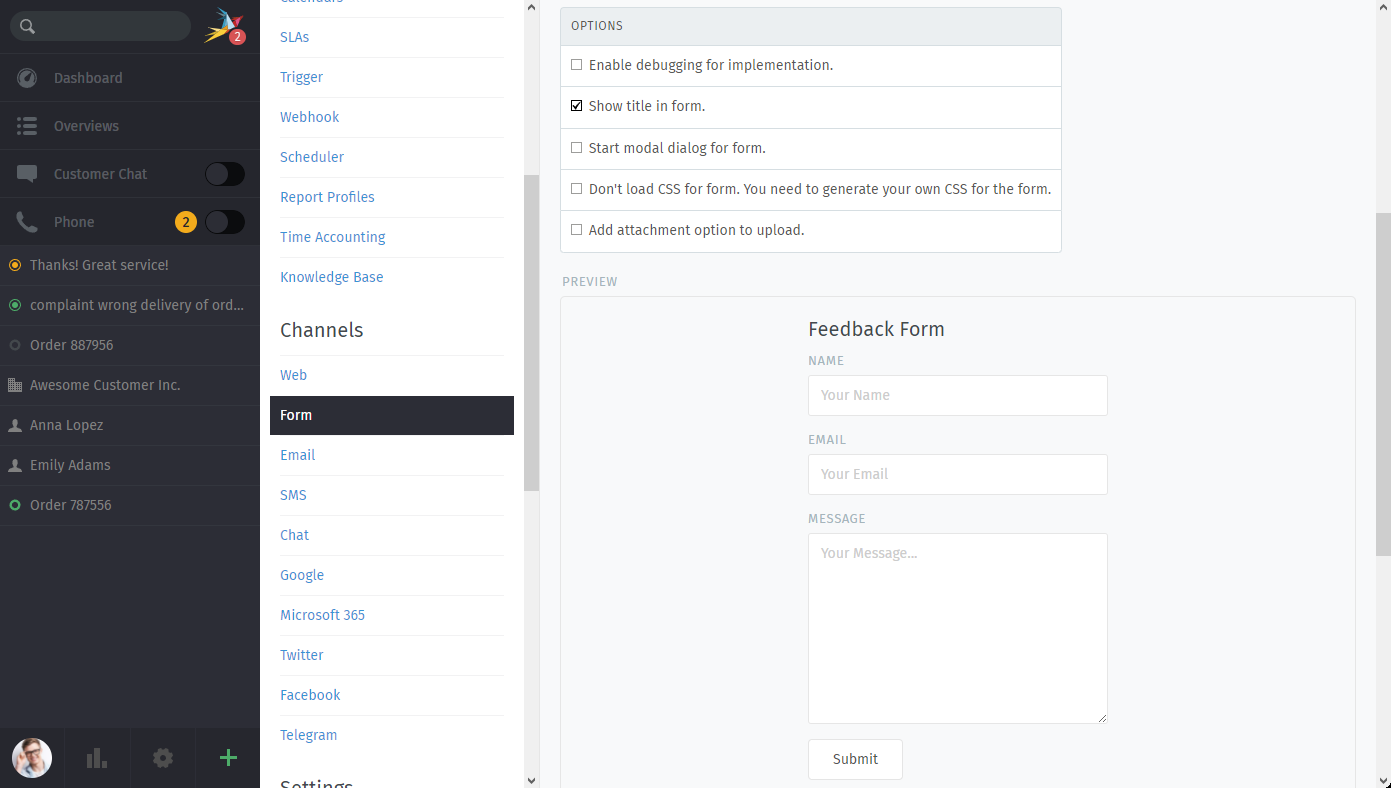 2
Dashboard
Overviews
Customer Chat
Phone 2
Thanks! Great service!
complaint wrong delivery of ord...
Order 887956
Awesome Customer Inc.
Anna Lopez
Emily Adams
Order 787556
Calendars
SLAs
Trigger
Webhook
Scheduler
Report Profiles
Time Accounting
Knowledge Base
Channels
Web
Form
Email
SMS
Chat
Google
Microsoft 365
Twitter
Facebook
Telegram
Settings
OPTIONS
Enable debugging for implementation.
Show title in form.
Start modal dialog for form.
Don't load CSS for form. You need to generate your own CSS for the form.
Add attachment option to upload.
PREVIEW
Feedback Form
NAME
Your Name
EMAIL
Your Email
MESSAGE
Your Message...
Submit